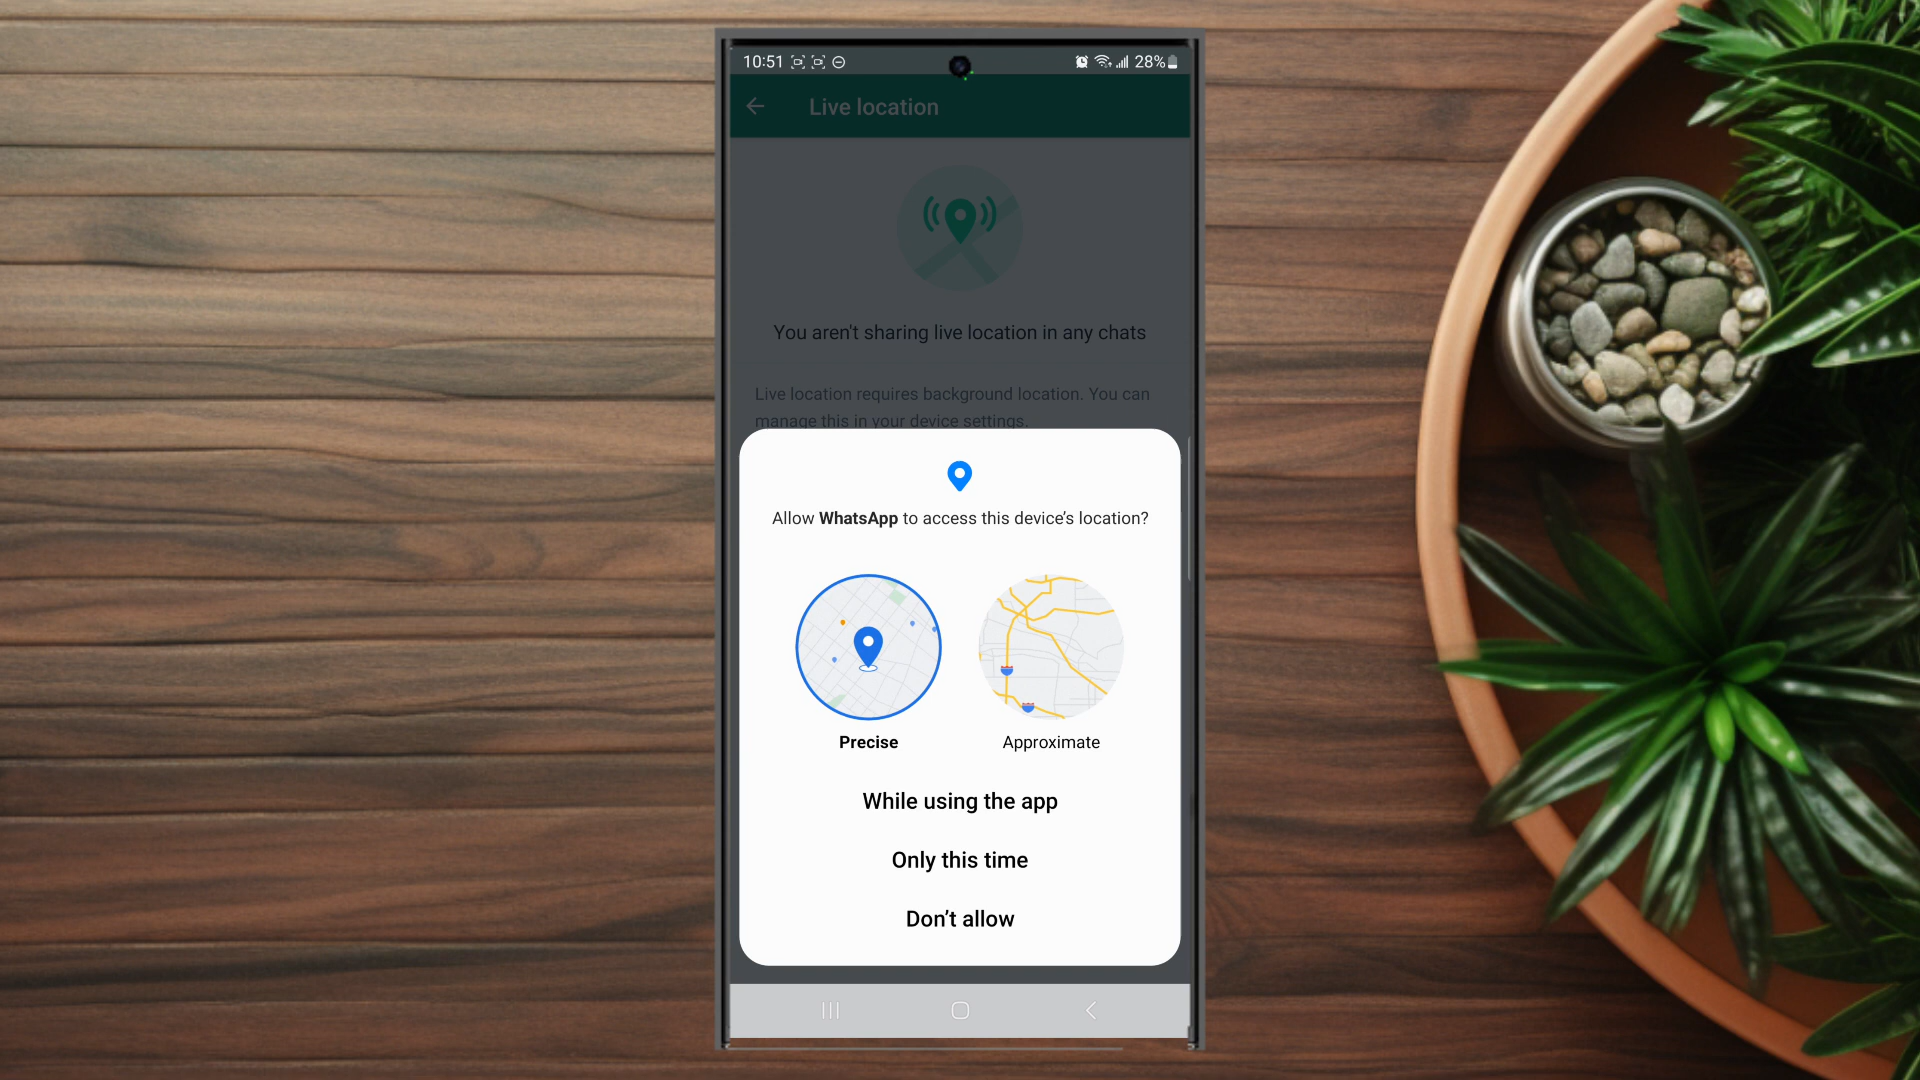 10:51 28%
Live location
You aren't sharing live location in any chats
Live location requires background location. You can
manage this in your device settings.
Allow WhatsApp to access this device's location?
Precise Approximate
While using the app
Only this time
Don't allow